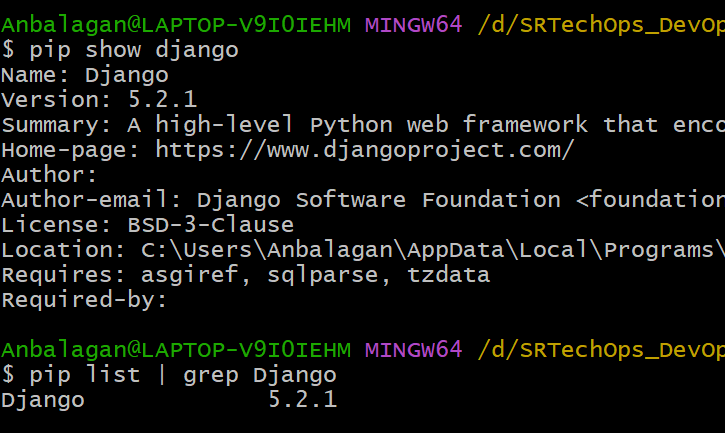 Anbalagan@LAPTOP-V9I0IEHM MINGW64 /d/SRTechOps_DevOp
$ pip show django
Name: Django
Version: 5.2.1
Summary: A high-level Python web framework that enco
Home-page: https://www.djangoproject.com/
Author:
Author-email: Django Software Foundation <foundation
License: BSD-3-Clause
Location: C:\Users\Anbalagan\AppData\Local\Programs\
Requires: asgiref, sqlparse, tzdata
Required-by:
Anbalagan@LAPTOP-V9I0IEHM MINGW64 /d/SRTechOps_DevOp
$ pip list | grep Django
Django 5.2.1